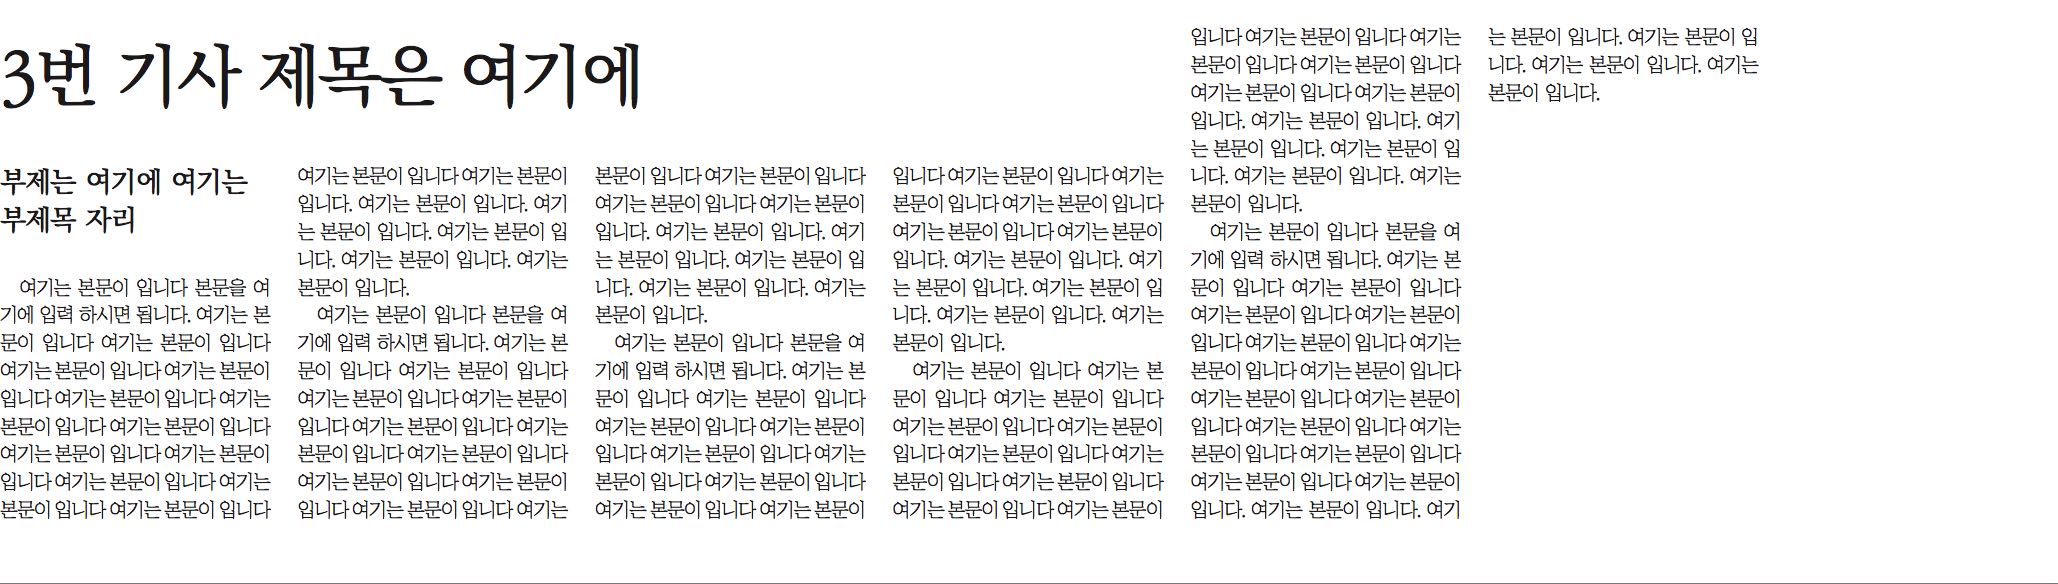 3번 기사 제목은 여기에
부제는 여기에 여기는
부제목 자리
여기는 본문이 입니다 본문을 여
기에 입력 하시면 됩니다. 여기는 본
문이 입니다 여기는 본문이 입니다
여기는 본문이 입니다 여기는 본문이
입니다 여기는 본문이 입니다 여기는
본문이 입니다 여기는 본문이 입니다
여기는 본문이 입니다 여기는 본문이
입니다 여기는 본문이 입니다 여기는
본문이 입니다 여기는 본문이 입니다
여기는 본문이 입니다 여기는 본문이
입니다. 여기는 본문이 입니다. 여기
는 본문이 입니다. 여기는 본문이 입
니다. 여기는 본문이 입니다. 여기는
본문이 입니다.
여기는 본문이 입니다 본문을 여
기에 입력 하시면 됩니다. 여기는 본
문이 입니다 여기는 본문이 입니다
여기는 본문이 입니다 여기는 본문이
입니다 여기는 본문이 입니다 여기는
본문이 입니다 여기는 본문이 입니다
여기는 본문이 입니다 여기는 본문이
입니다 여기는 본문이 입니다 여기는
본문이 입니다 여기는 본문이 입니다
여기는 본문이 입니다 여기는 본문이
입니다. 여기는 본문이 입니다. 여기
는 본문이 입니다. 여기는 본문이 입
니다. 여기는 본문이 입니다. 여기는
본문이 입니다.
여기는 본문이 입니다 본문을 여
기에 입력 하시면 됩니다. 여기는 본
문이 입니다 여기는 본문이 입니다
여기는 본문이 입니다 여기는 본문이
입니다 여기는 본문이 입니다 여기는
본문이 입니다 여기는 본문이 입니다
여기는 본문이 입니다 여기는 본문이
입니다 여기는 본문이 입니다 여기는
본문이 입니다 여기는 본문이 입니다
여기는 본문이 입니다 여기는 본문이
입니다. 여기는 본문이 입니다. 여기
는 본문이 입니다. 여기는 본문이 입
니다. 여기는 본문이 입니다. 여기는
본문이 입니다.
여기는 본문이 입니다 여기는 본
문이 입니다 여기는 본문이 입니다
여기는 본문이 입니다 여기는 본문이
입니다 여기는 본문이 입니다 여기는
본문이 입니다 여기는 본문이 입니다
여기는 본문이 입니다 여기는 본문이
입니다 여기는 본문이 입니다 여기는
본문이 입니다 여기는 본문이 입니다
여기는 본문이 입니다 여기는 본문이
입니다. 여기는 본문이 입니다. 여기
는 본문이 입니다. 여기는 본문이 입
니다. 여기는 본문이 입니다. 여기는
본문이 입니다.
여기는 본문이 입니다 본문을 여
기에 입력 하시면 됩니다. 여기는 본
문이 입니다 여기는 본문이 입니다
여기는 본문이 입니다 여기는 본문이
입니다 여기는 본문이 입니다 여기는
본문이 입니다 여기는 본문이 입니다
여기는 본문이 입니다 여기는 본문이
입니다 여기는 본문이 입니다 여기는
본문이 입니다 여기는 본문이 입니다
여기는 본문이 입니다 여기는 본문이
입니다. 여기는 본문이 입니다. 여기
는 본문이 입니다. 여기는 본문이 입
니다. 여기는 본문이 입니다. 여기는
본문이 입니다.